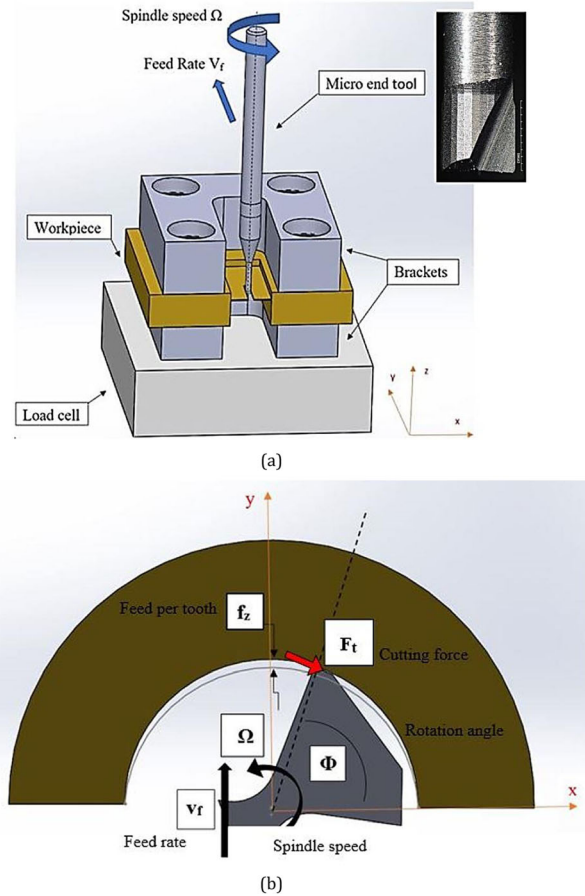 Spindle speed Ω
Feed Rate Vf
Micro end tool
Workpiece
Brackets
Load cell
y
z
x
(a)
y
Feed per tooth
fz
Ft
Cutting force
Rotation angle
Ω
Φ
x
vf
Feed rate
Spindle speed
(b)